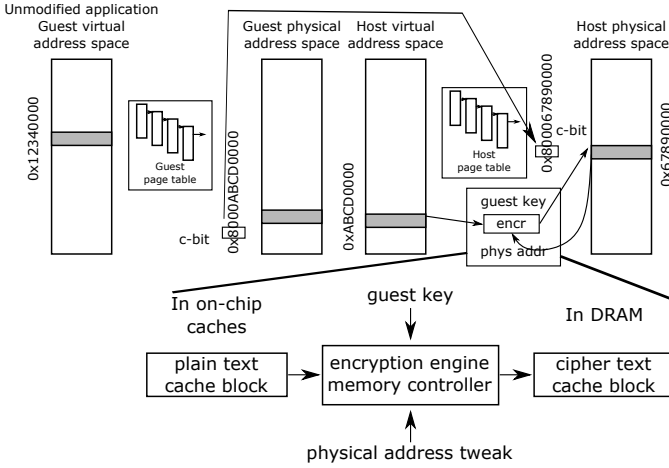 Unmodified application
Guest virtual
address space
Guest physical
address space
Host virtual
address space
Host physical
address space
0x12340000
Guest
page table
c-bit
0x8000ABCD0000
0xABCD0000
Host
page table
0x800067890000
c-bit
0x67890000
guest key
encr
phys addr
In on-chip
caches
guest key
In DRAM
plain text
cache block
encryption engine
memory controller
cipher text
cache block
physical address tweak